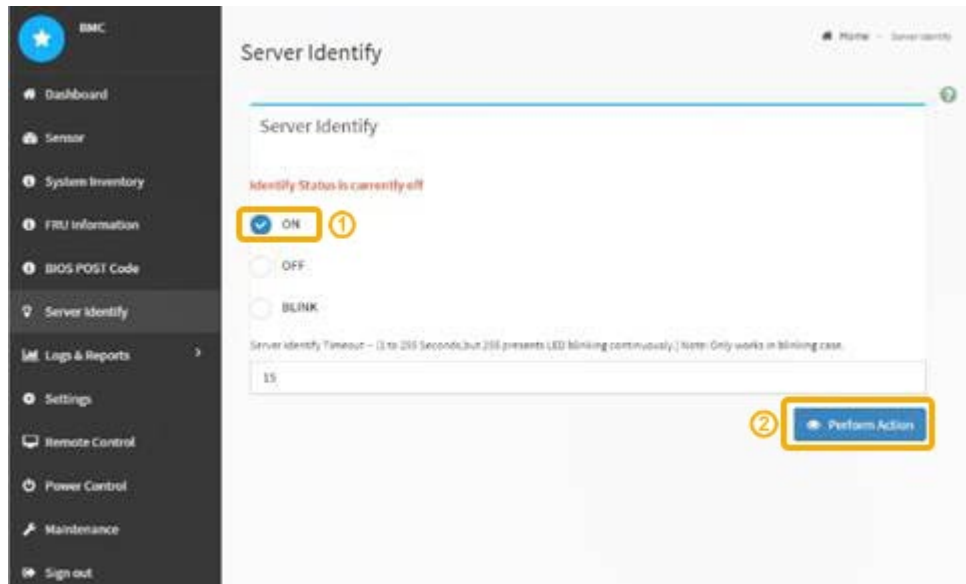 BMC
Home – Server Identify
Server Identify
Dashboard
Sensor
System Inventory
FRU Information
BIOS POST Code
Server Identify
Logs & Reports
Settings
Remote Control
Power Control
Maintenance
Sign out
Server Identify
Identify Status is currently off
ON 1
OFF
BLINK
Server Identify Timeout – (1 to 255 Seconds,but 255 presents LED blinking continuously.) Note: Only works in blinking case.
15
2 Perform Action